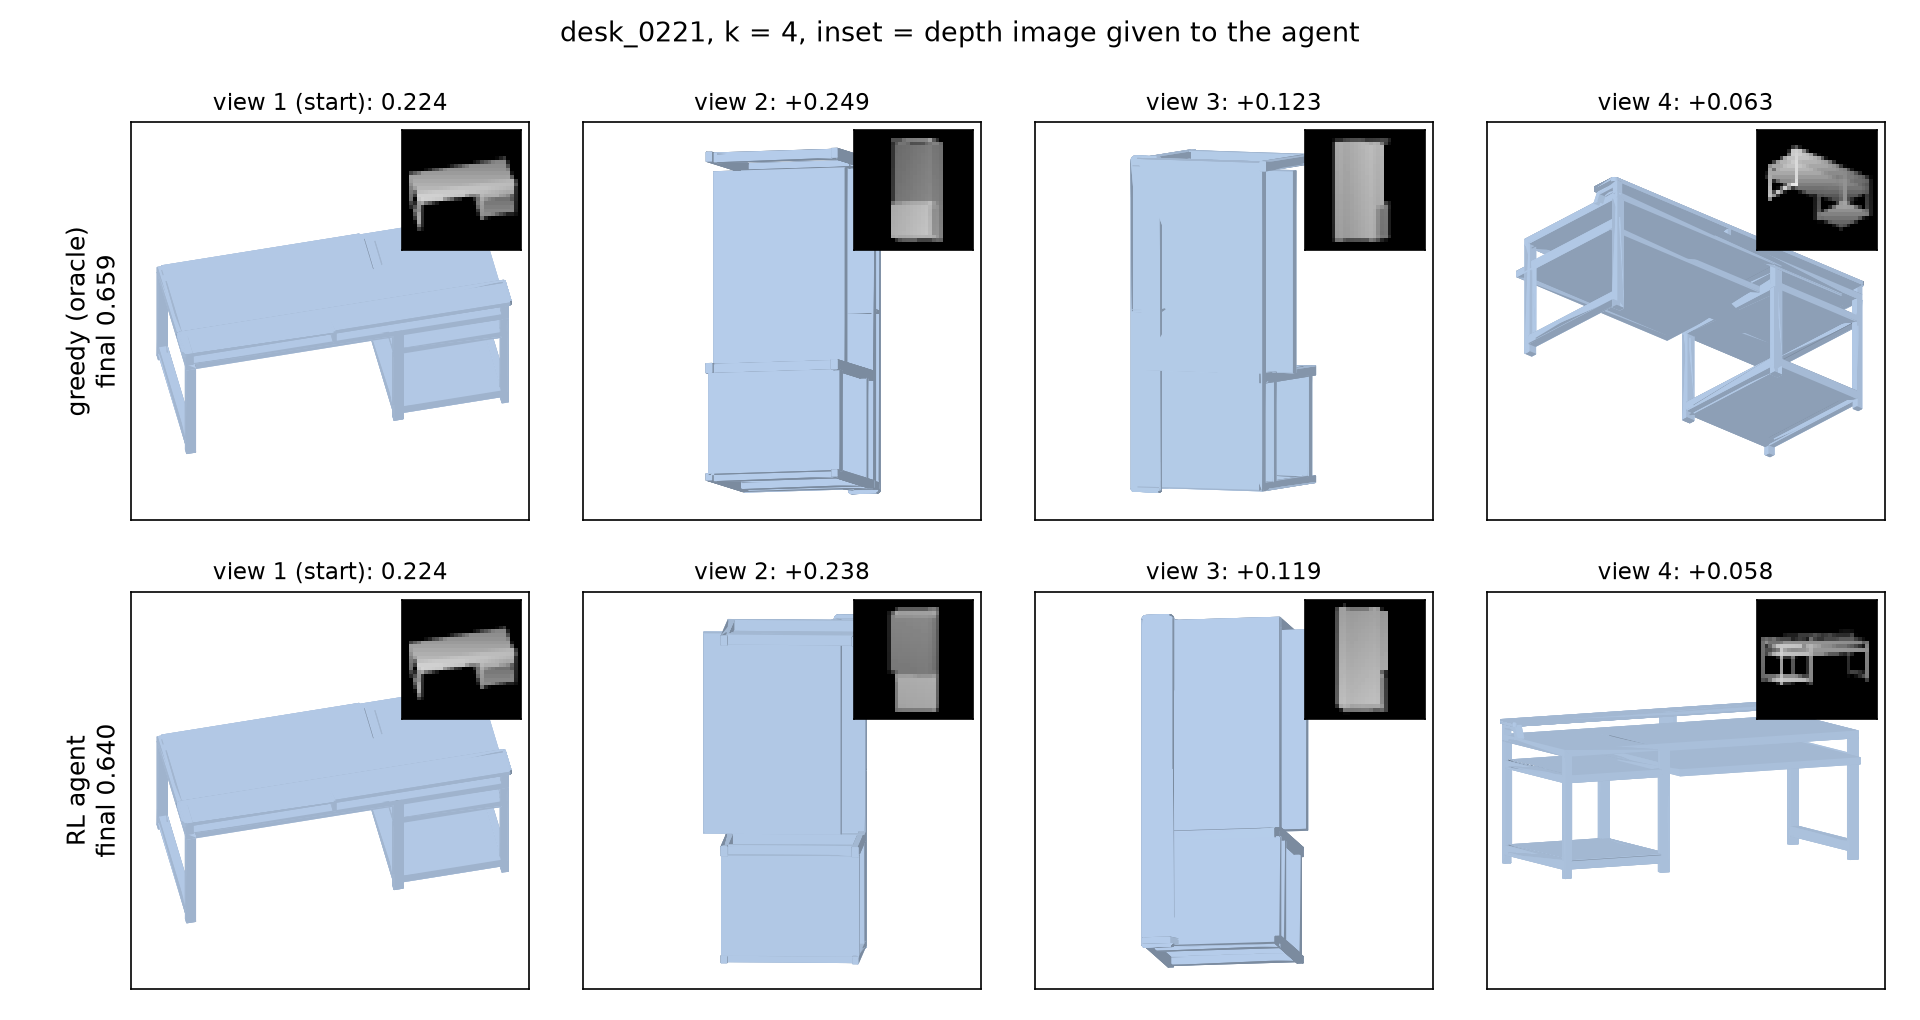 desk_0221, k = 4, inset = depth image given to the agent
view 1 (start): 0.224
view 2: +0.249
view 3: +0.123
view 4: +0.063
greedy (oracle)
final 0.659
view 1 (start): 0.224
view 2: +0.238
view 3: +0.119
view 4: +0.058
RL agent
final 0.640